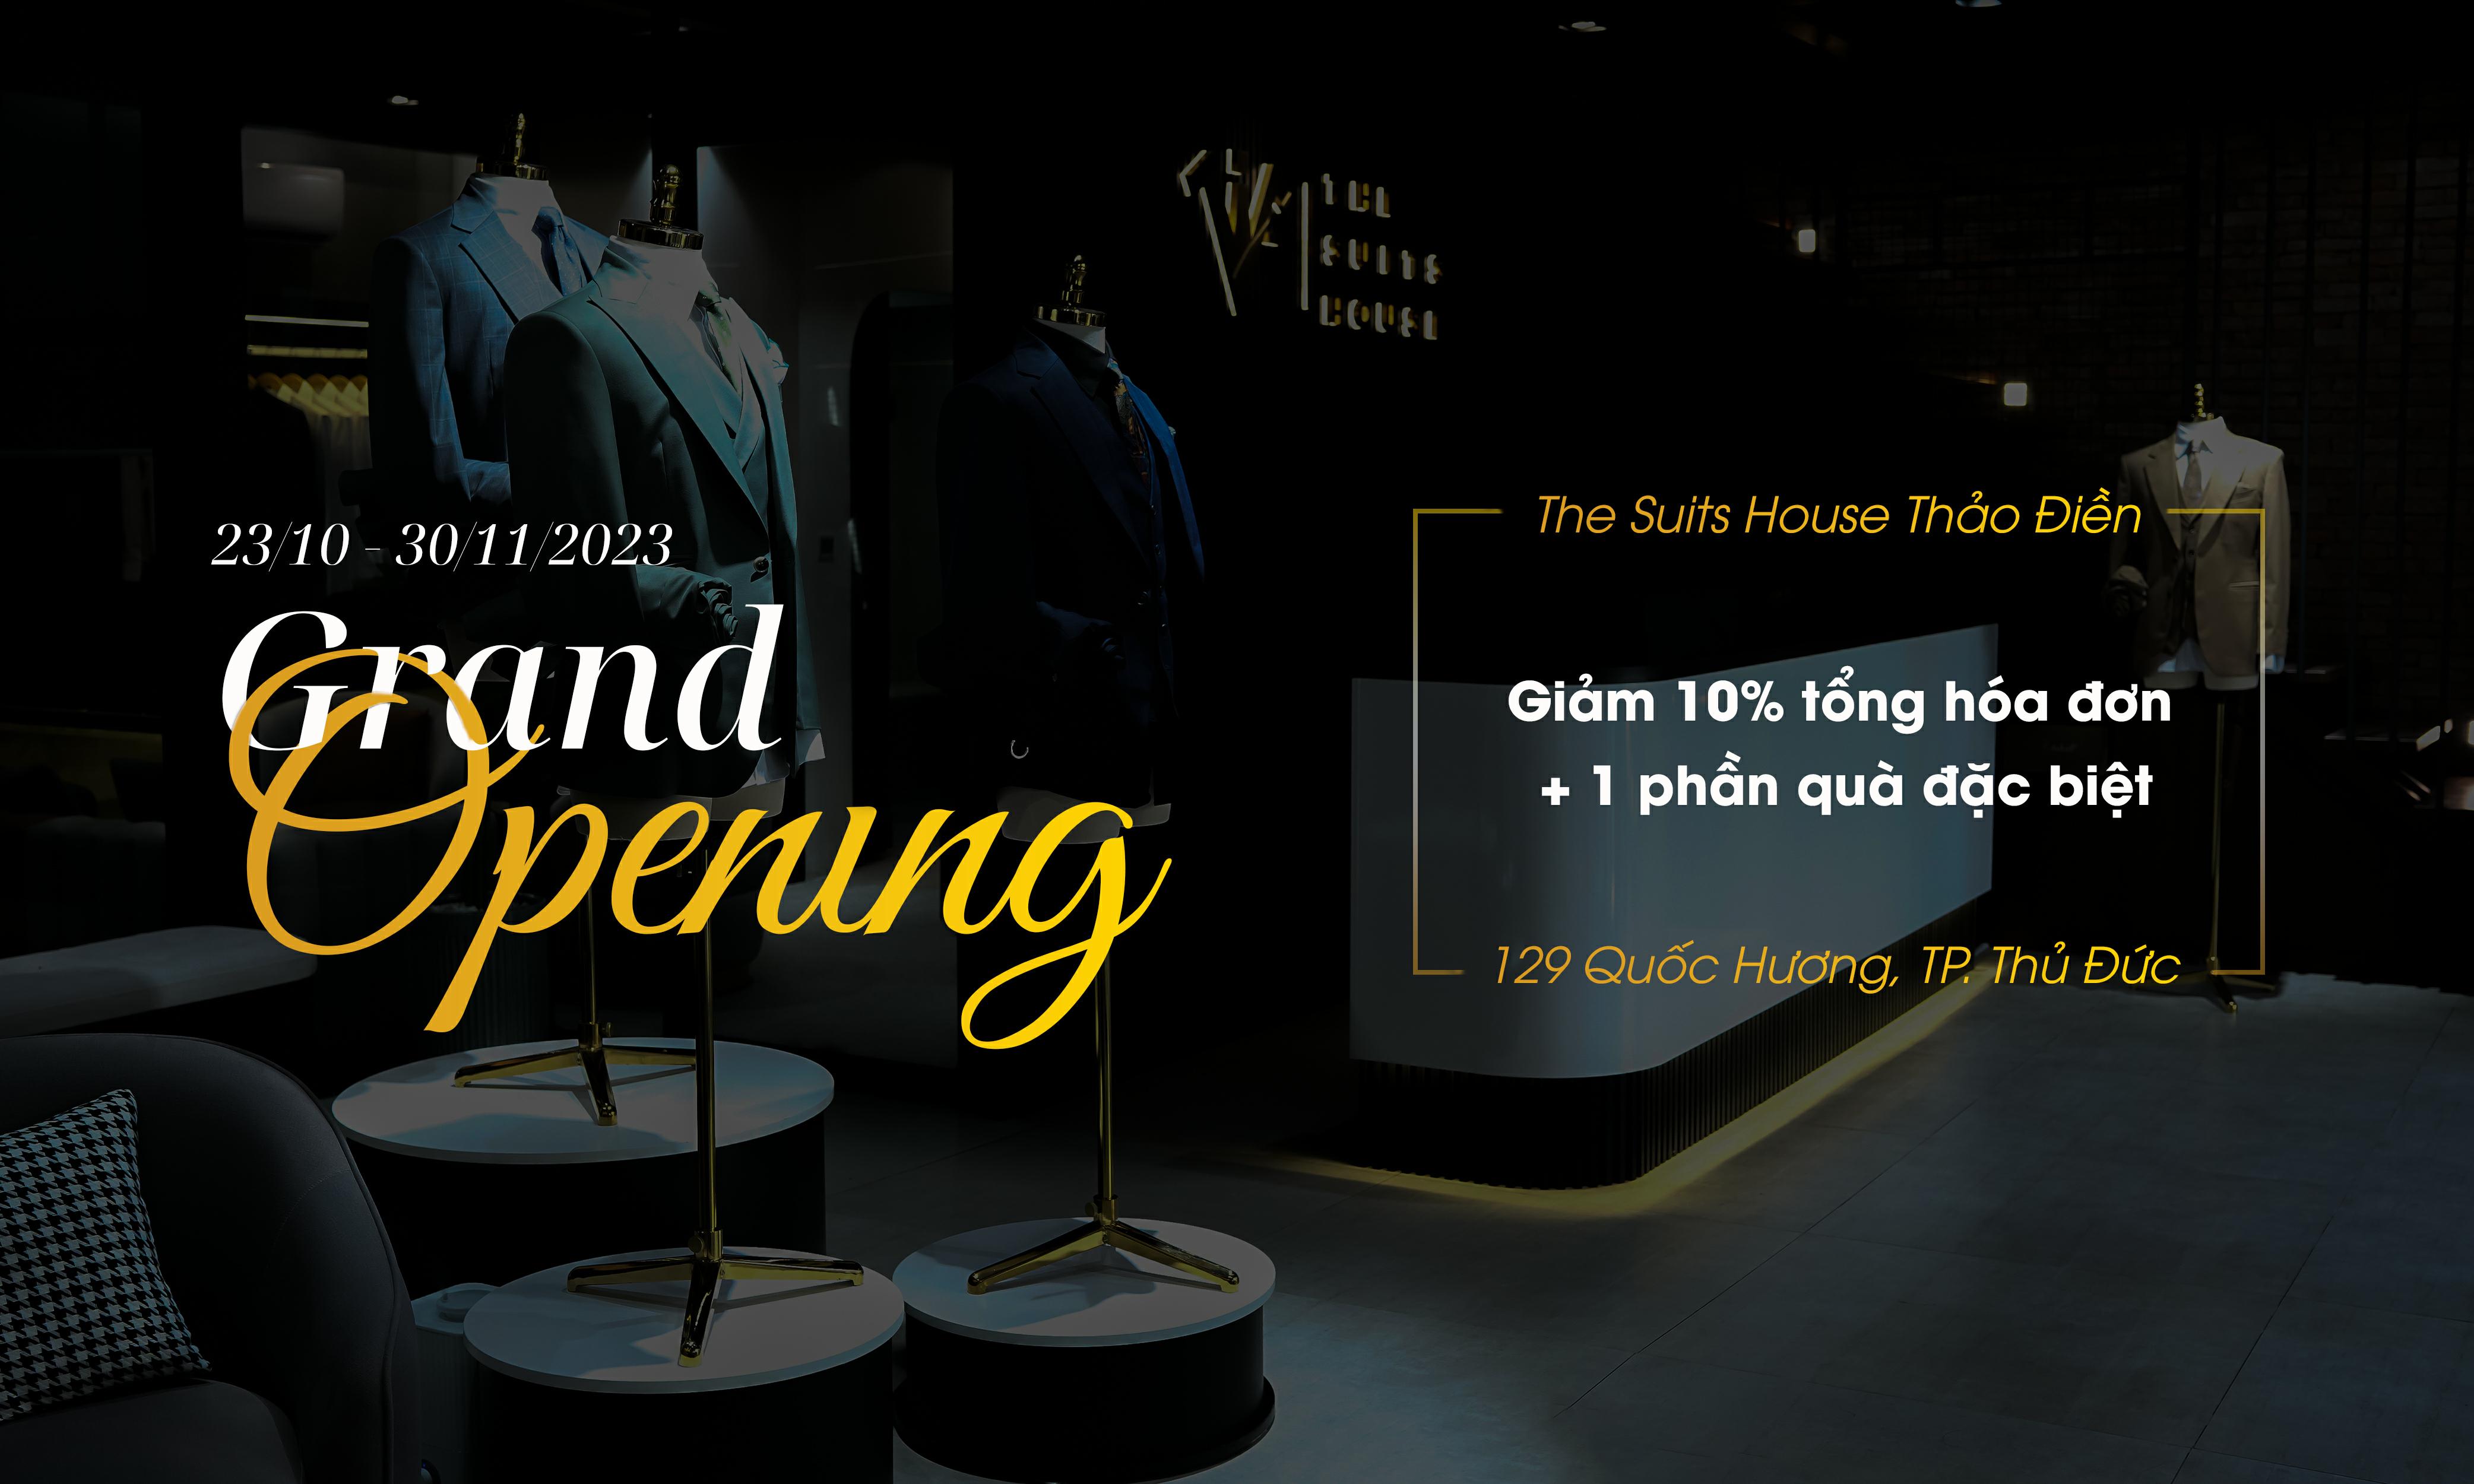 THE
SUITS
HOUSE
23/10 - 30/11/2023
Grand
Opening
The Suits House Thảo Điền
Giảm 10% tổng hóa đơn
+ 1 phần quà đặc biệt
129 Quốc Hương, TP. Thủ Đức